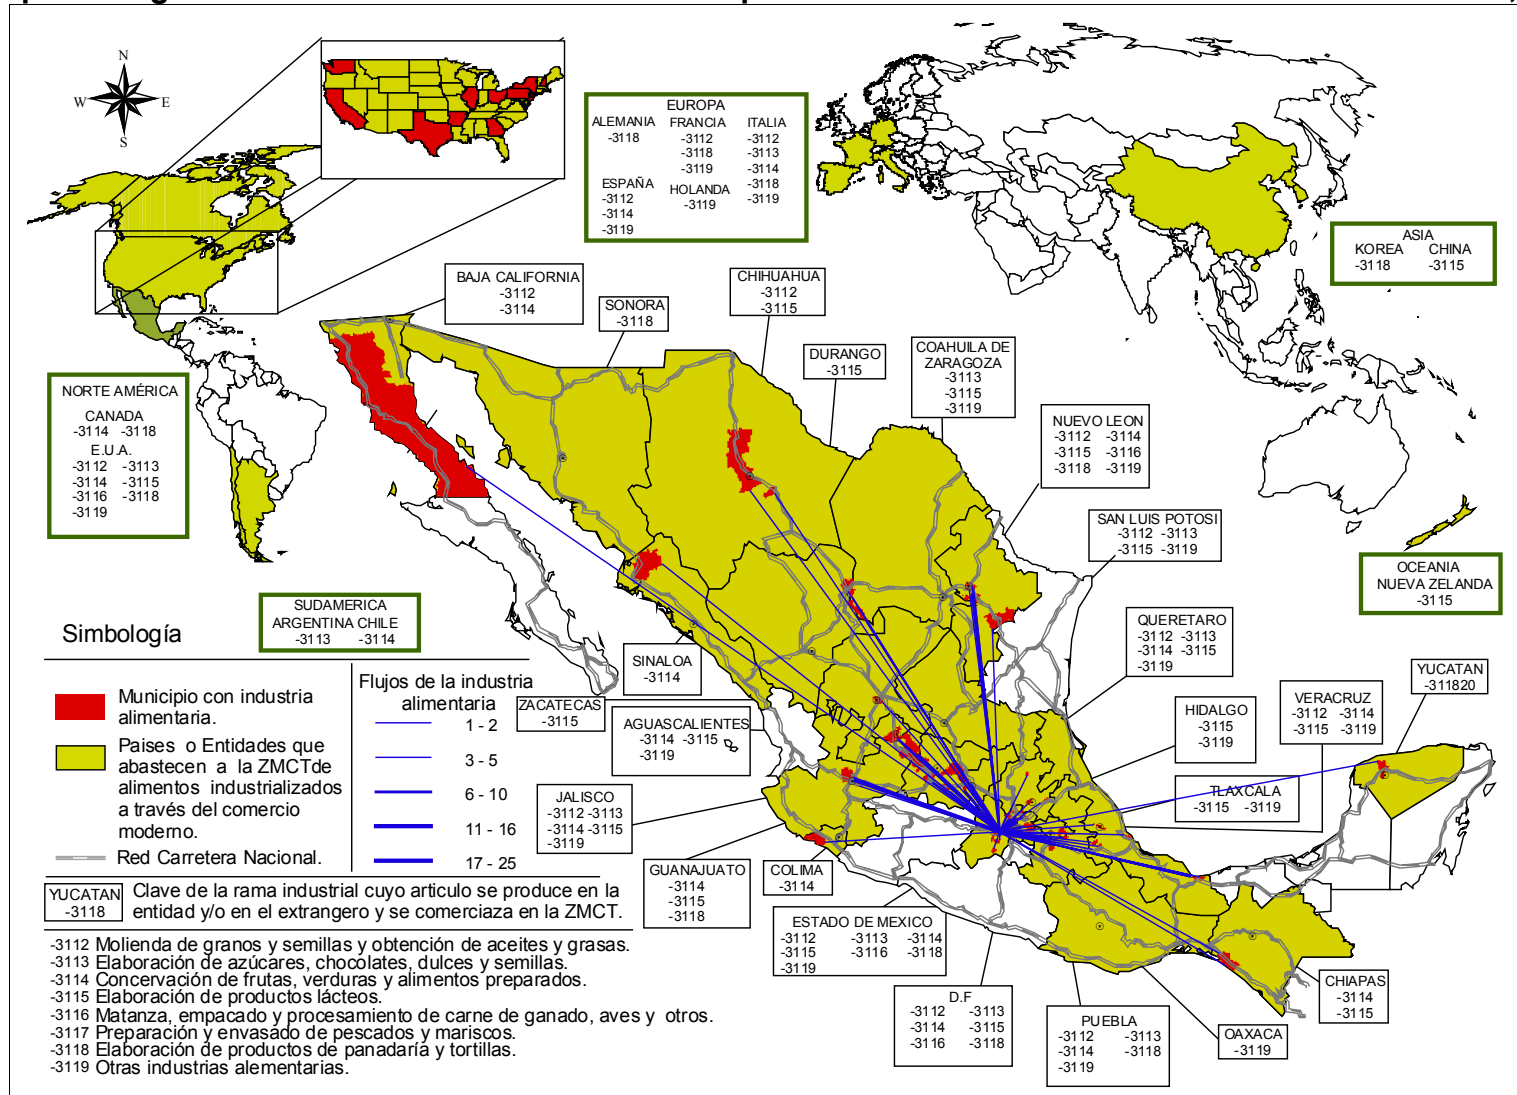 N
W E
S
EUROPA
ALEMANIA FRANCIA ITALIA
-3118 -3112 -3112
-3118 -3113
-3119 -3114
-3118
-3119
ESPAÑA HOLANDA
-3112 -3119
-3114
-3119
ASIA
KOREA CHINA
-3118 -3115
BAJA CALIFORNIA
-3112
-3114
SONORA
-3118
CHIHUAHUA
-3112
-3115
DURANGO
-3115
COAHUILA DE
ZARAGOZA
-3113
-3115
-3119
NUEVO LEON
-3112 -3114
-3115 -3116
-3118 -3119
NORTE AMÉRICA
CANADA
-3114 -3118
E.U.A.
-3112 -3113
-3114 -3115
-3116 -3118
-3119
SAN LUIS POTOSI
-3112 -3113
-3115 -3119
OCEANIA
NUEVA ZELANDA
-3115
SUDAMERICA
ARGENTINA CHILE
-3113 -3114
QUERETARO
-3112 -3113
-3114 -3115
-3119
SINALOA
-3114
ZACATECAS
-3115
AGUASCALIENTES
-3114 -3115
-3119
HIDALGO
-3115
-3119
VERACRUZ
-3112 -3114
-3115 -3119
YUCATAN
-311820
TLAXCALA
-3115 -3119
JALISCO
-3112 -3113
-3114 -3115
-3119
GUANAJUATO
-3114
-3115
-3118
COLIMA
-3114
ESTADO DE MEXICO
-3112 -3113 -3114
-3115 -3116 -3118
-3119
D.F
-3112 -3113
-3114 -3115
-3116 -3118
PUEBLA
-3112 -3113
-3114 -3118
-3119
OAXACA
-3119
CHIAPAS
-3114
-3115
Simbología
Municipio con industria
alimentaria.
Paises o Entidades que
abastecen a la ZMCTde
alimentos industrializados
a través del comercio
moderno.
Red Carretera Nacional.
Flujos de la industria
alimentaria
1 - 2
3 - 5
6 - 10
11 - 16
17 - 25
YUCATAN
-3118
Clave de la rama industrial cuyo articulo se produce en la
entidad y/o en el extrangero y se comerciaza en la ZMCT.
-3112 Molienda de granos y semillas y obtención de aceites y grasas.
-3113 Elaboración de azúcares, chocolates, dulces y semillas.
-3114 Concervación de frutas, verduras y alimentos preparados.
-3115 Elaboración de productos lácteos.
-3116 Matanza, empacado y procesamiento de carne de ganado, aves y otros.
-3117 Preparación y envasado de pescados y mariscos.
-3118 Elaboración de productos de panadaría y tortillas.
-3119 Otras industrias alementarias.